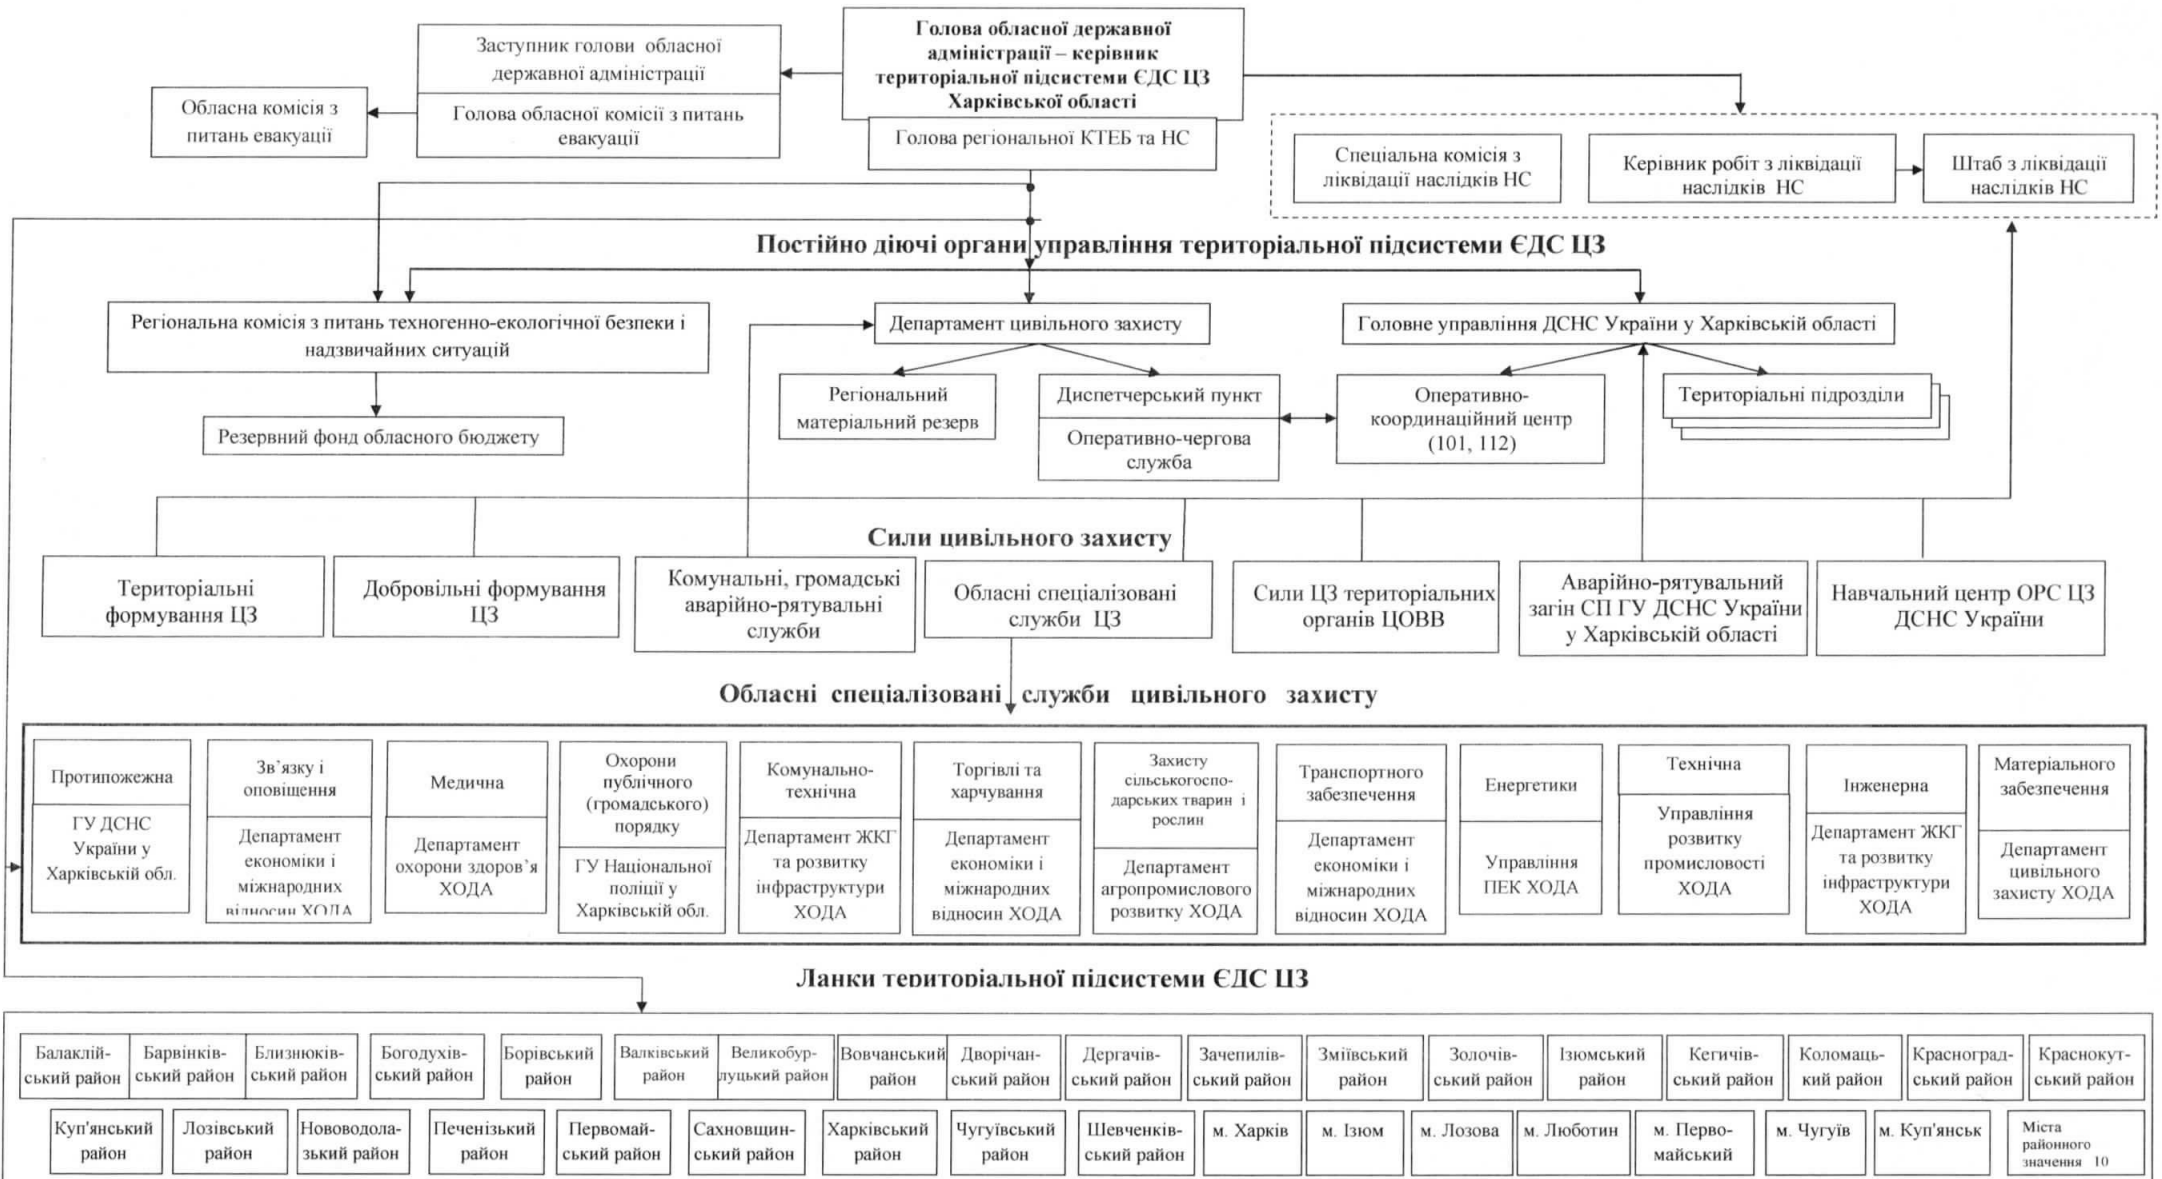 Голова обласної державної
адміністрації – керівник
територіальної підсистеми ЄДС ЦЗ
Харківської області
Голова регіональної КТЕБ та НС
Заступник голови обласної
державної адміністрації
Голова обласної комісії з питань
евакуації
Обласна комісія з
питань евакуації
Спеціальна комісія з
ліквідації наслідків НС
Керівник робіт з ліквідації
наслідків НС
Штаб з ліквідації
наслідків НС
Постійно діючі органи управління територіальної підсистеми ЄДС ЦЗ
Регіональна комісія з питань техногенно-екологічної безпеки і
надзвичайних ситуацій
Департамент цивільного захисту
Головне управління ДСНС України у Харківській області
Резервний фонд обласного бюджету
Регіональний
матеріальний резерв
Диспетчерський пункт
Оперативно-чергова
служба
Оперативно-
координаційний центр
(101, 112)
Територіальні підрозділи
Сили цивільного захисту
Територіальні
формування ЦЗ
Добровільні формування
ЦЗ
Комунальні, громадські
аварійно-рятувальні
служби
Обласні спеціалізовані
служби ЦЗ
Сили ЦЗ територіальних
органів ЦОВВ
Аварійно-рятувальний
загін СП ГУ ДСНС України
у Харківській області
Навчальний центр ОРС ЦЗ
ДСНС України
Обласні спеціалізовані служби цивільного захисту
Протипожежна
ГУ ДСНС
України у
Харківській обл.
Зв’язку і
оповіщення
Департамент
економіки і
міжнародних
відносин ХОДА
Медична
Департамент
охорони здоров’я
ХОДА
Охорони
публічного
(громадського)
порядку
ГУ Національної
поліції у
Харківській обл.
Комунально-
технічна
Департамент ЖКГ
та розвитку
інфраструктури
ХОДА
Торгівлі та
харчування
Департамент
економіки і
міжнародних
відносин ХОДА
Захисту
сільськогоспо-
дарських тварин і
рослин
Департамент
агропромислового
розвитку ХОДА
Транспортного
забезпечення
Департамент
економіки і
міжнародних
відносин ХОДА
Енергетики
Управління
ПЕК ХОДА
Технічна
Управління
розвитку
промисловості
ХОДА
Інженерна
Департамент ЖКГ
та розвитку
інфраструктури
ХОДА
Матеріального
забезпечення
Департамент
цивільного
захисту ХОДА
Ланки територіальної підсистеми ЄДС ЦЗ
Балаклій-
ський район
Барвінків-
ський район
Близнюків-
ський район
Богодухів-
ський район
Борівський
район
Валківський
район
Великобур-
луцький район
Вовчанський
район
Дворічан-
ський район
Дергачів-
ський район
Зачепилів-
ський район
Зміївський
район
Золочів-
ський район
Ізюмський
район
Кегичів-
ський район
Коломаць-
кий район
Красноград-
ський район
Краснокут-
ський район
Куп'янський
район
Лозівський
район
Нововодола-
зький район
Печенізький
район
Первомай-
ський район
Сахновщин-
ський район
Харківський
район
Чугуївський
район
Шевченків-
ський район
м. Харків
м. Ізюм
м. Лозова
м. Люботин
м. Перво-
майський
м. Чугуїв
м. Куп'янськ
Міста
районного
значення 10